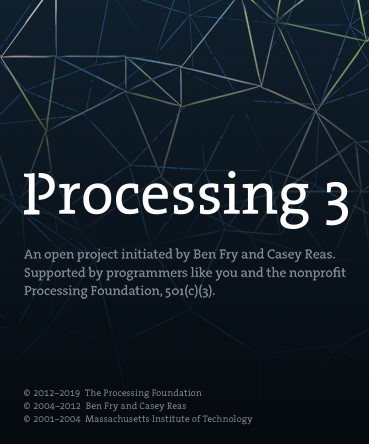 Processing 3
An open project initiated by Ben Fry and Casey Reas.
Supported by programmers like you and the nonprofit
Processing Foundation, 501(c)(3).
© 2012–2019 The Processing Foundation
© 2004–2012 Ben Fry and Casey Reas
© 2001–2004 Massachusetts Institute of Technology